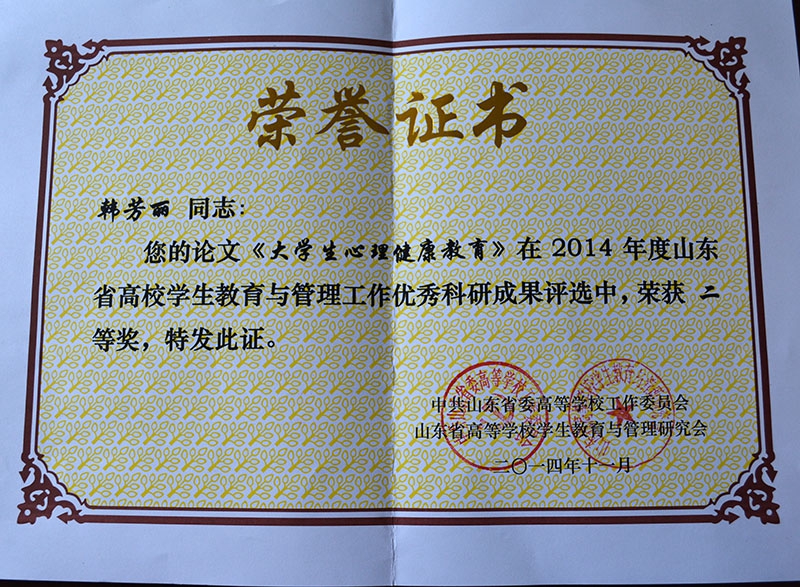 荣誉证书
韩芳丽 同志:
您的论文《大学生心理健康教育》在 2014 年度山东
省高校学生教育与管理工作优秀科研成果评选中,荣获 二
等奖,特发此证。
中共山东省委高等学校工作委员会
山东省高等学校学生教育与管理研究会
二〇一四年十一月